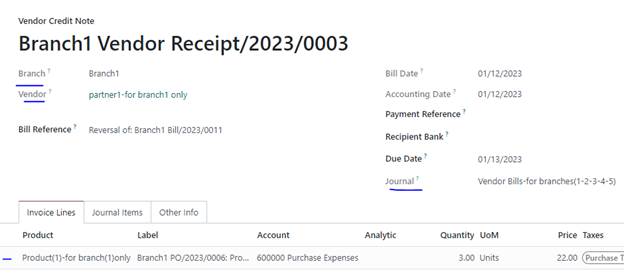 Vendor Credit Note
Branch1 Vendor Receipt/2023/0003
Branch ? Branch1
Vendor ? partner1-for branch1 only
Bill Reference ? Reversal of: Branch1 Bill/2023/0011
Bill Date ? 01/12/2023
Accounting Date ? 01/12/2023
Payment Reference ?
Recipient Bank ?
Due Date ? 01/13/2023
Journal ? Vendor Bills-for branches(1-2-3-4-5)
Invoice Lines Journal Items Other Info
Product Label Account Analytic Quantity UoM Price Taxes
Product(1)-for branch(1)only Branch1 PO/2023/0006: Pro... 600000 Purchase Expenses 3.00 Units 22.00 Purchase T